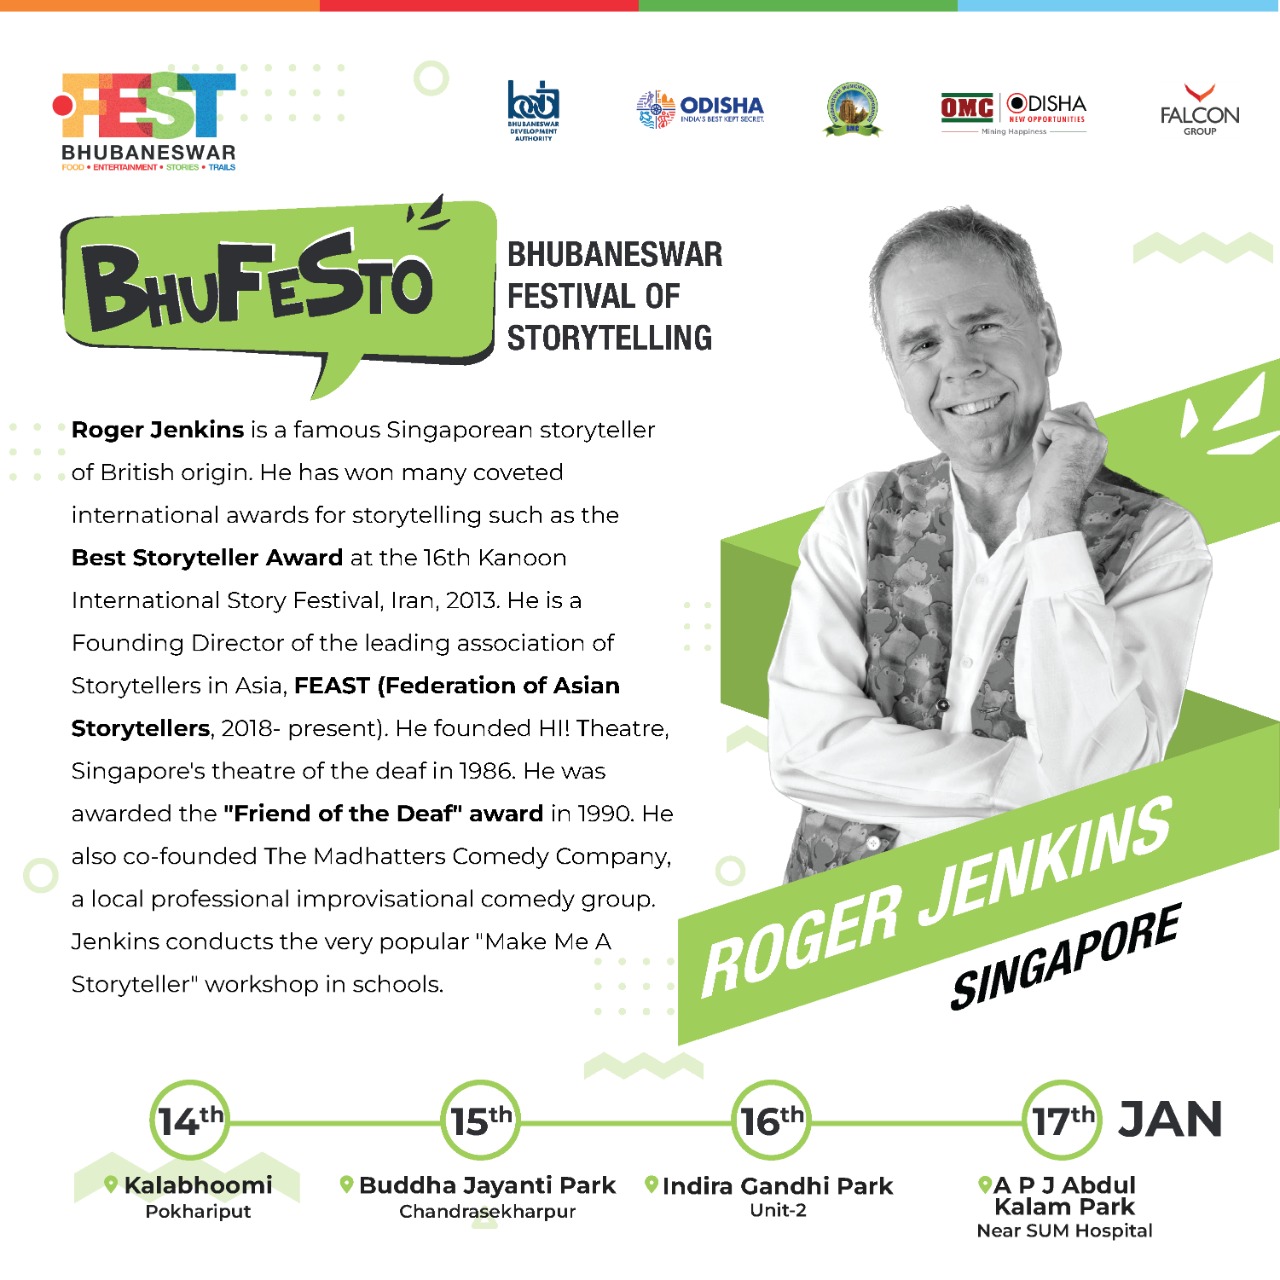 FEST
BHUBANESWAR
FOOD • ENTERTAINMENT • STORIES • TRAILS
bda
BHUBANESWAR
DEVELOPMENT
AUTHORITY
ODISHA
INDIA'S BEST KEPT SECRET.
BMC
OMC
ODISHA
NEW OPPORTUNITIES
Mining Happiness
FALCON
GROUP
BHUFESTO
BHUBANESWAR
FESTIVAL OF
STORYTELLING
Roger Jenkins is a famous Singaporean storyteller
of British origin. He has won many coveted
international awards for storytelling such as the
Best Storyteller Award at the 16th Kanoon
International Story Festival, Iran, 2013. He is a
Founding Director of the leading association of
Storytellers in Asia, FEAST (Federation of Asian
Storytellers, 2018- present). He founded HI! Theatre,
Singapore's theatre of the deaf in 1986. He was
awarded the "Friend of the Deaf" award in 1990. He
also co-founded The Madhatters Comedy Company,
a local professional improvisational comedy group.
Jenkins conducts the very popular "Make Me A
Storyteller" workshop in schools.
ROGER JENKINS
SINGAPORE
14th
15th
16th
17th
JAN
Kalabhoomi
Pokhariput
Buddha Jayanti Park
Chandrasekharpur
Indira Gandhi Park
Unit-2
A P J Abdul
Kalam Park
Near SUM Hospital